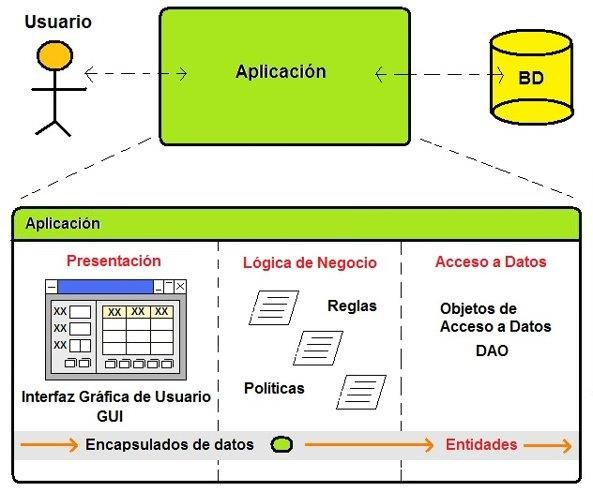 Usuario
Aplicación
BD
Aplicación
Presentación
Lógica de Negocio
Acceso a Datos
XX
XX
XX
XX XX XX
Reglas
Políticas
Objetos de
Acceso a Datos
DAO
Interfaz Gráfica de Usuario
GUI
Encapsulados de datos
Entidades